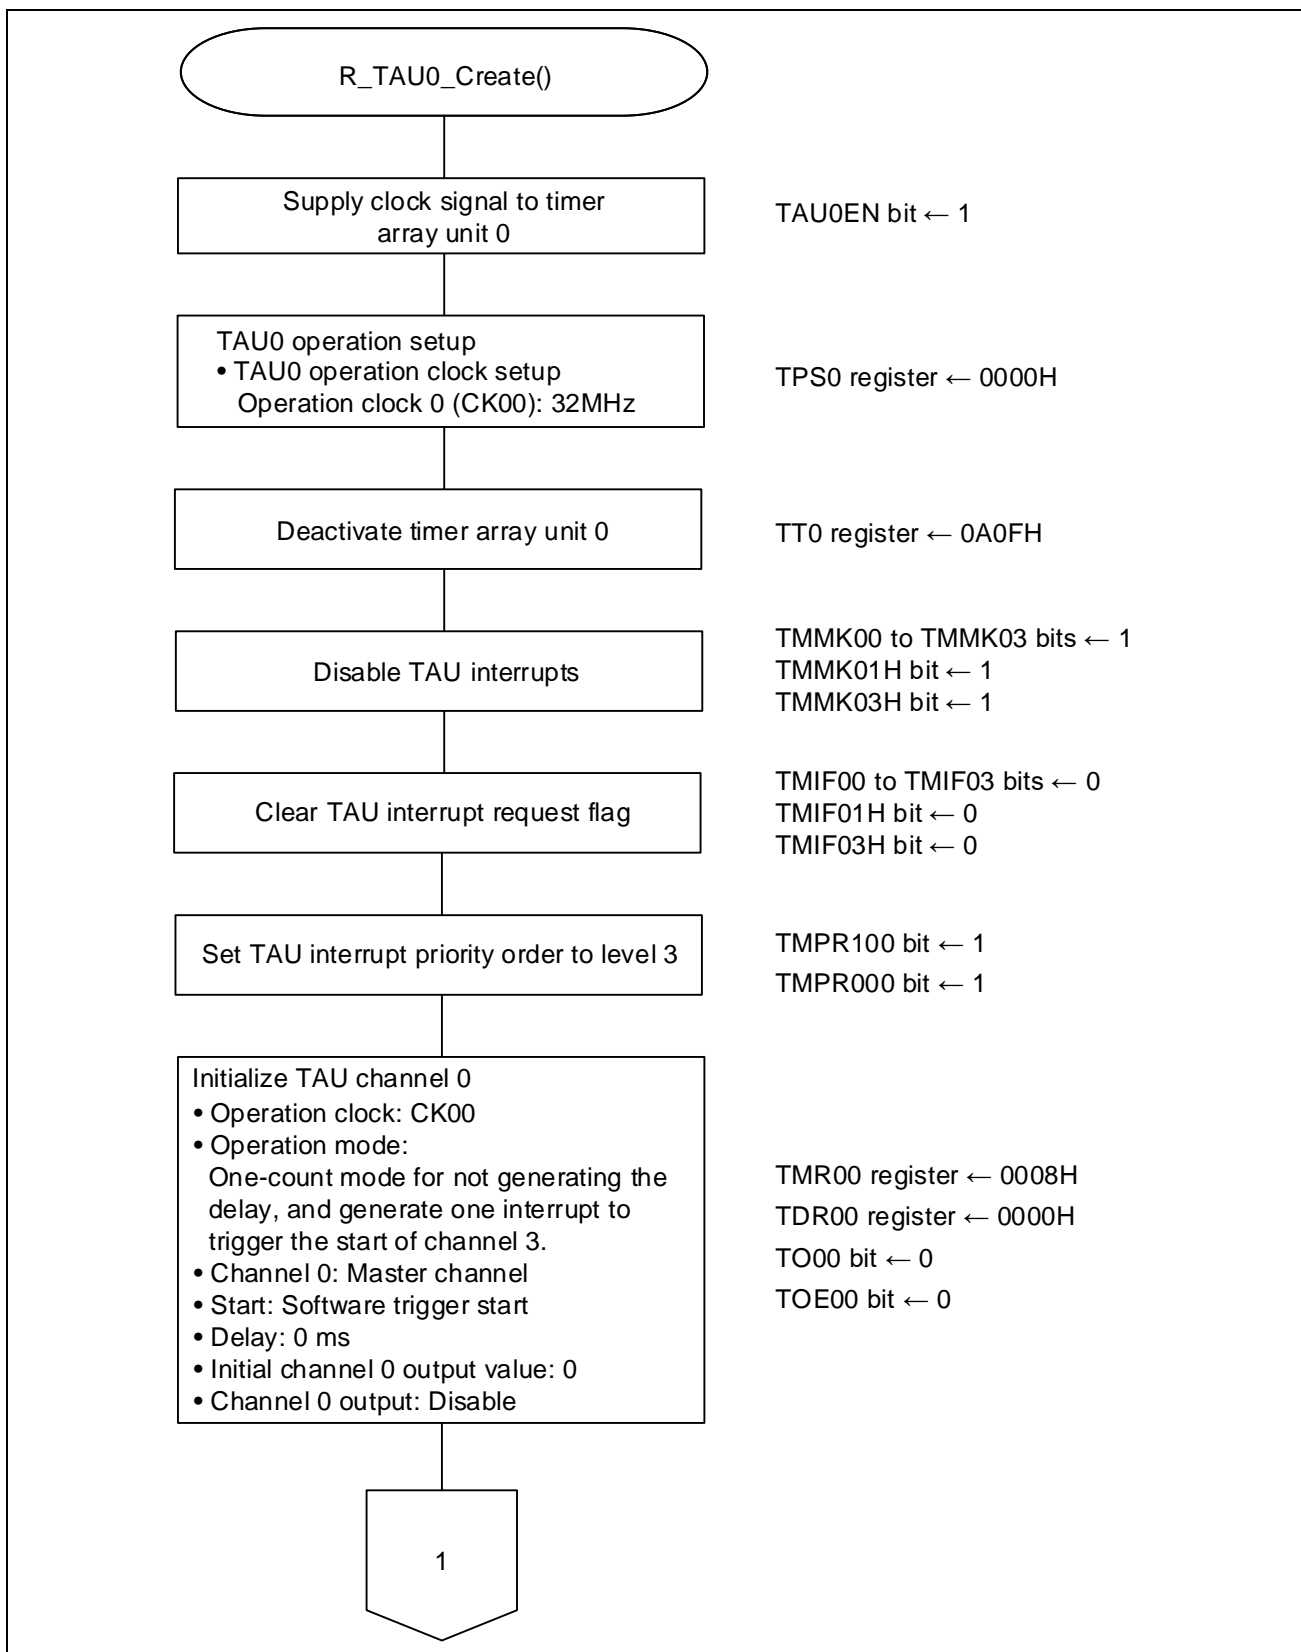 R_TAU0_Create()
Supply clock signal to timer
array unit 0
TAU0EN bit ← 1
TAU0 operation setup
• TAU0 operation clock setup
Operation clock 0 (CK00): 32MHz
TPS0 register ← 0000H
Deactivate timer array unit 0
TT0 register ← 0A0FH
Disable TAU interrupts
TMMK00 to TMMK03 bits ← 1
TMMK01H bit ← 1
TMMK03H bit ← 1
Clear TAU interrupt request flag
TMIF00 to TMIF03 bits ← 0
TMIF01H bit ← 0
TMIF03H bit ← 0
Set TAU interrupt priority order to level 3
TMPR100 bit ← 1
TMPR000 bit ← 1
Initialize TAU channel 0
• Operation clock: CK00
• Operation mode:
One-count mode for not generating the
delay, and generate one interrupt to
trigger the start of channel 3.
• Channel 0: Master channel
• Start: Software trigger start
• Delay: 0 ms
• Initial channel 0 output value: 0
• Channel 0 output: Disable
TMR00 register ← 0008H
TDR00 register ← 0000H
TO00 bit ← 0
TOE00 bit ← 0
1